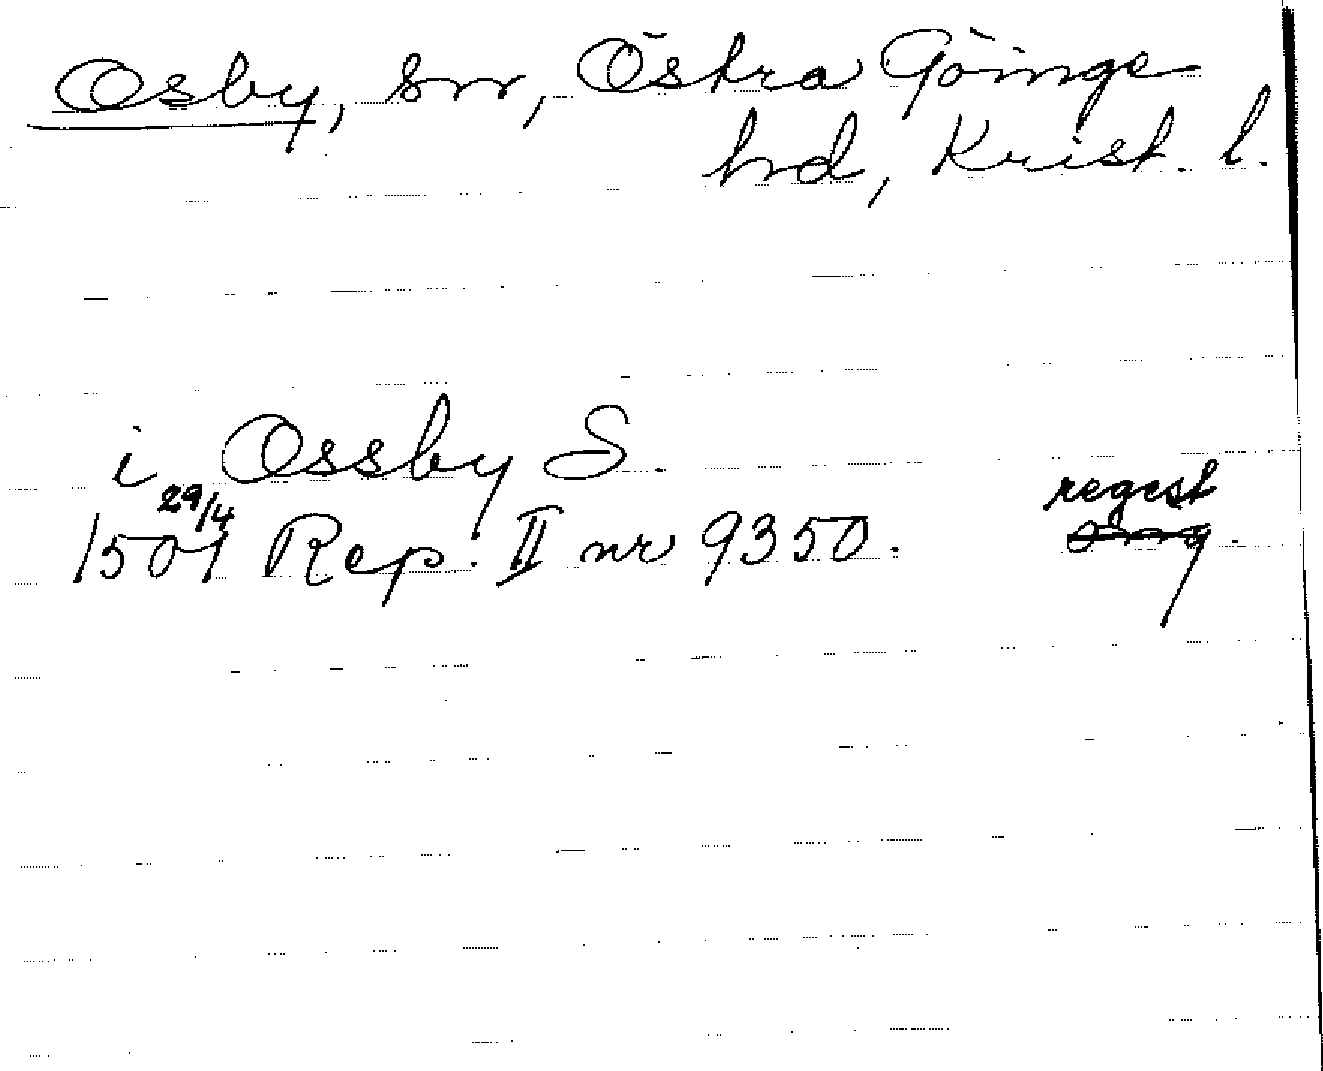 Osby, sn, Östra Göinge
hd, Krist. l.
i Ossby S.
29/4
1501 Rep. II nr 9350.
regest